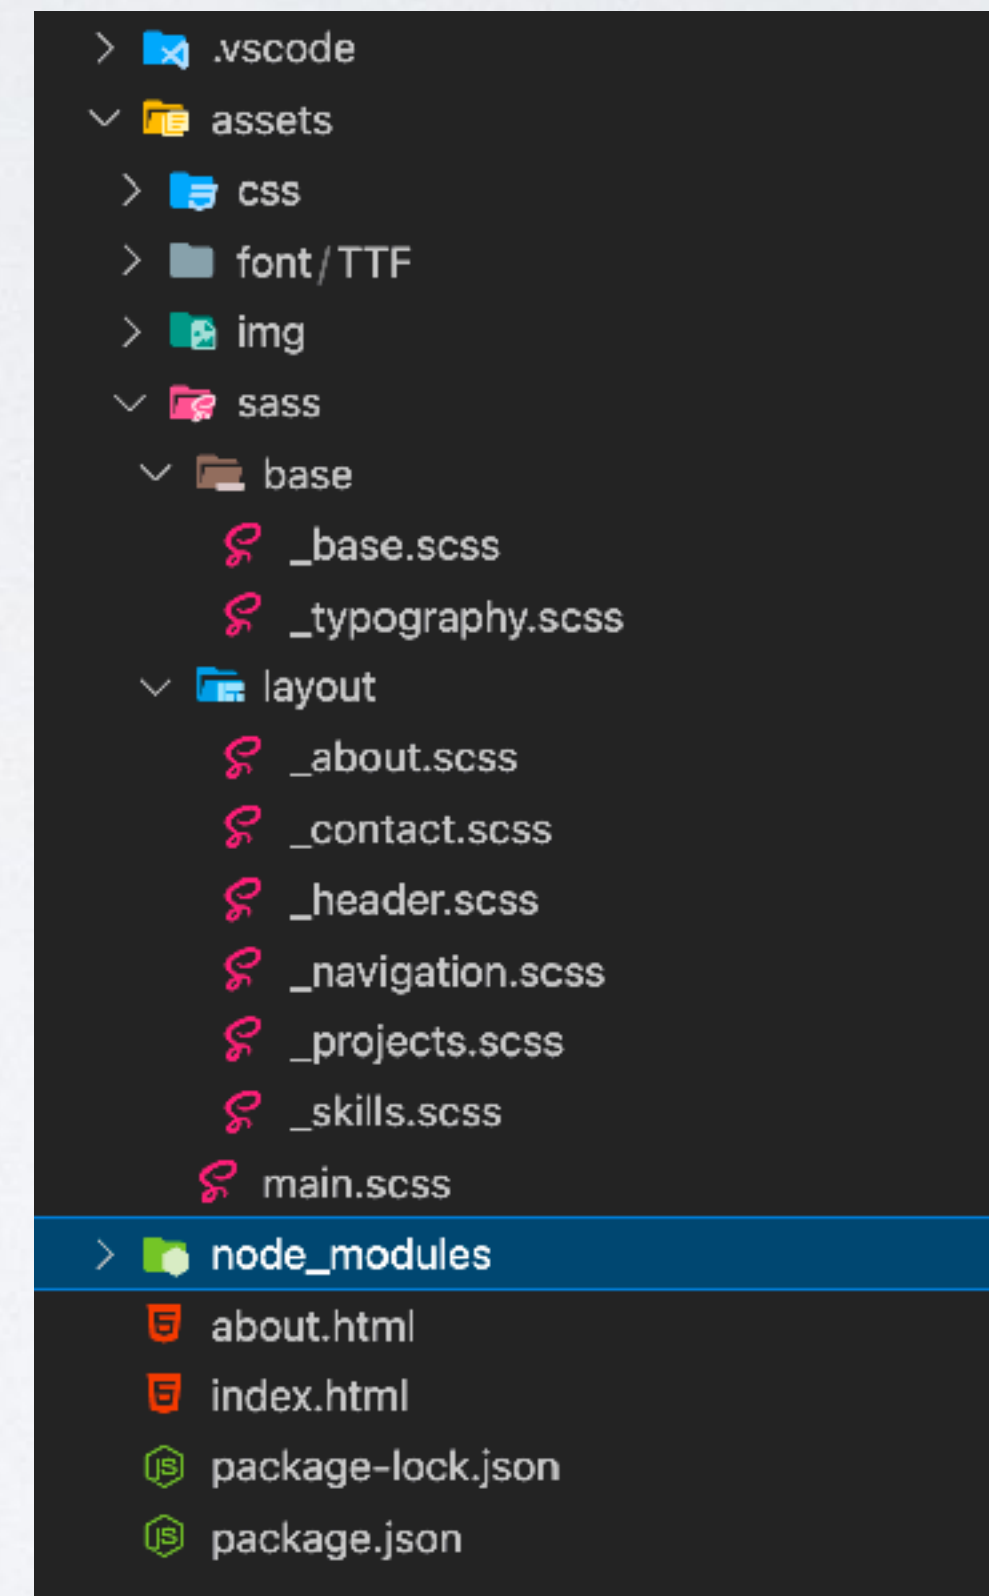 .vscode
assets
css
font/TTF
img
sass
base
_base.scss
_typography.scss
layout
_about.scss
_contact.scss
_header.scss
_navigation.scss
_projects.scss
_skills.scss
main.scss
node_modules
about.html
index.html
package-lock.json
package.json